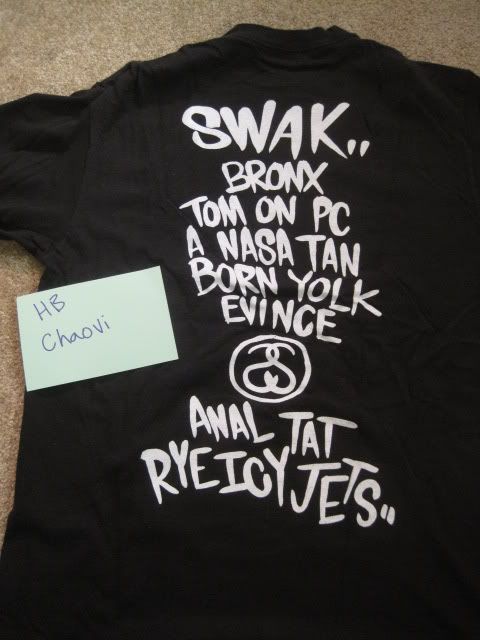 SWAK,,
BRONX
TOM ON PC
A NASA TAN
BORN YOLK
EVINCE
ANAL TAT
RYEICYJETS"
HB
Chaovi